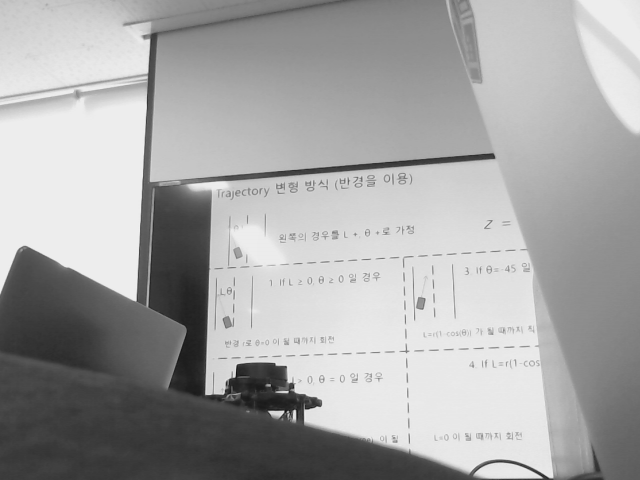 Trajectory 변형 방식 (반경을 이용)
왼쪽의 경우를 L +, θ +로 가정
Z =
Lθ
1. If L ≥ 0, θ ≥ 0 일 경우
반경 r로 θ=0 이 될 때까지 회전
3. If θ=-45 일
L=r(1-cos(θ)) 가 될 때까지 직
> 0, θ = 0 일 경우
이 될
4. If L=r(1-cos
L=0 이 될 때까지 회전